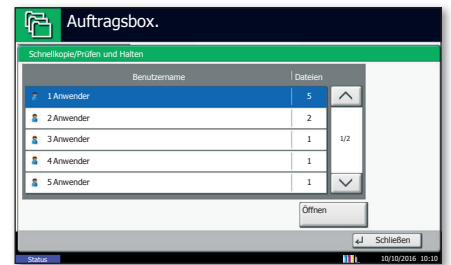 Auftragsbox.
Schnellkopie/Prüfen und Halten
Benutzername Dateien
1 Anwender 5
2 Anwender 2
3 Anwender 1
4 Anwender 1
5 Anwender 1
1/2
Öffnen
Schließen
Status 10/10/2016 10:10